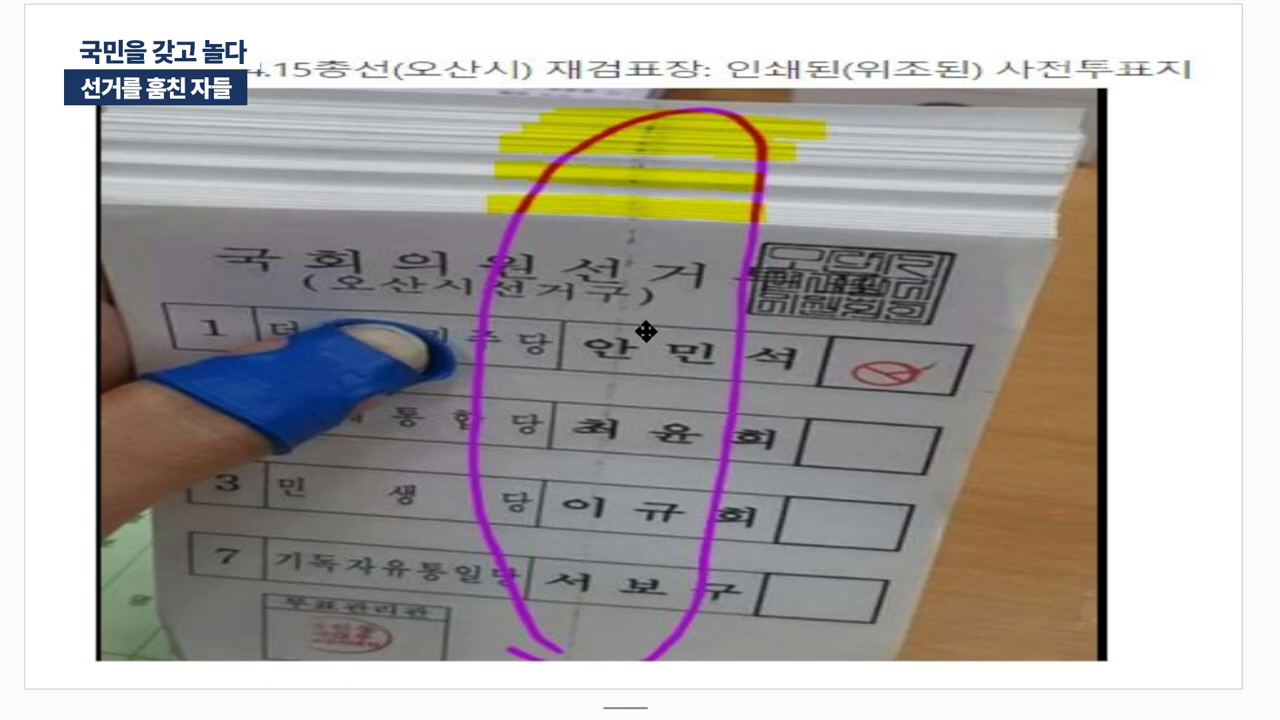 국민을 갖고 놀다
선거를 훔친 자들
4.15총선(오산시) 재검표장: 인쇄된(위조된) 사전투표지
국회의원선거
(오산시선거구)
1 민주당 안민석
통합당 최윤희
3 민생당 이규희
7 기독자유통일당 서보구
투표관리관